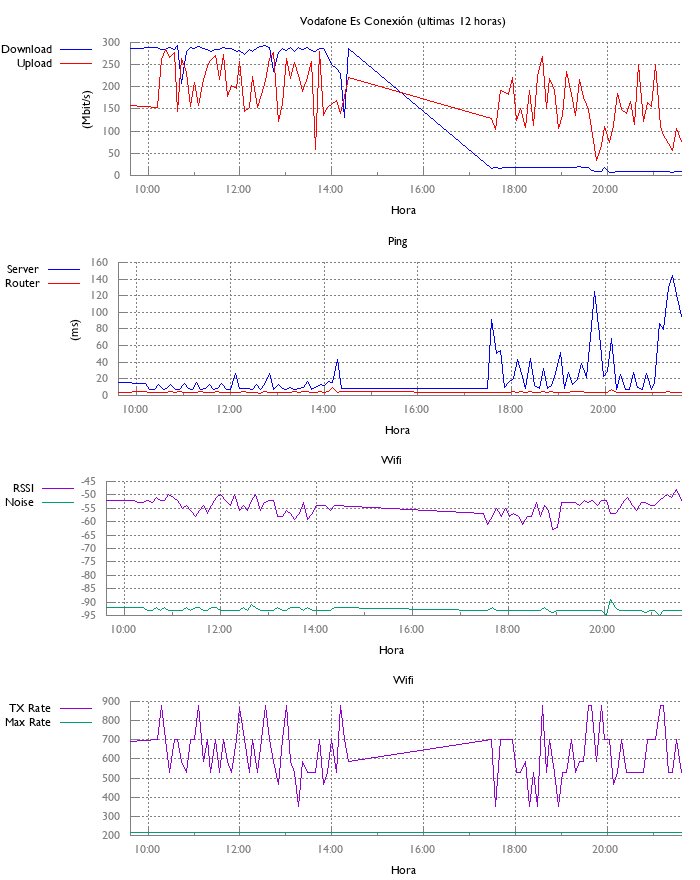 Vodafone Es Conexión (ultimas 12 horas)
Download
Upload
300
250
200
150
100
50
0
(Mbit/s)
10:00 12:00 14:00 16:00 18:00 20:00
Hora
Ping
Server
Router
160
140
120
100
80
60
40
20
0
(ms)
10:00 12:00 14:00 16:00 18:00 20:00
Hora
Wifi
RSSI
Noise
-45
-50
-55
-60
-65
-70
-75
-80
-85
-90
-95
10:00 12:00 14:00 16:00 18:00 20:00
Hora
Wifi
TX Rate
Max Rate
900
800
700
600
500
400
300
200
10:00 12:00 14:00 16:00 18:00 20:00
Hora